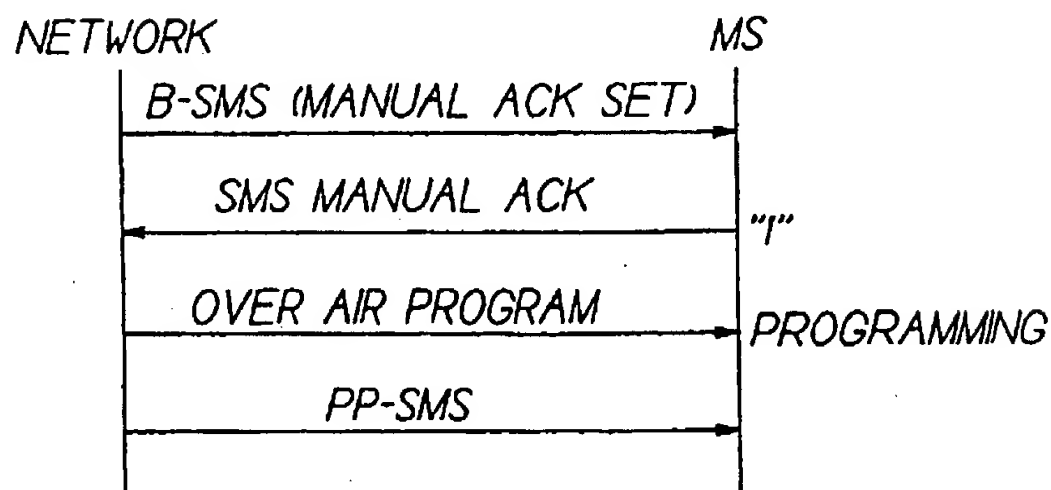 NETWORK MS
B-SMS (MANUAL ACK SET)
SMS MANUAL ACK
"1"
OVER AIR PROGRAM
PROGRAMMING
PP-SMS